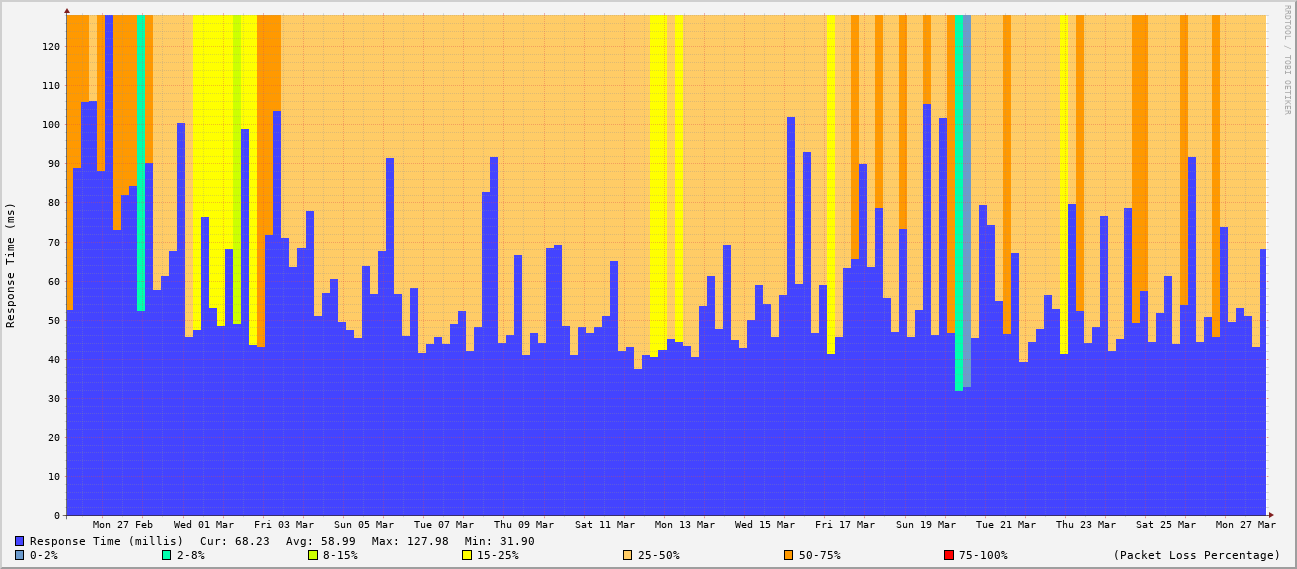 RRDTOOL / TOBI OETIKER
Response Time (ms)
120
110
100
90
80
70
60
50
40
30
20
10
0
Mon 27 Feb Wed 01 Mar Fri 03 Mar Sun 05 Mar Tue 07 Mar Thu 09 Mar Sat 11 Mar Mon 13 Mar Wed 15 Mar Fri 17 Mar Sun 19 Mar Tue 21 Mar Thu 23 Mar Sat 25 Mar Mon 27 Mar
Response Time (millis) Cur: 68.23 Avg: 58.99 Max: 127.98 Min: 31.90
0-2% 2-8% 8-15% 15-25% 25-50% 50-75% 75-100% (Packet Loss Percentage)